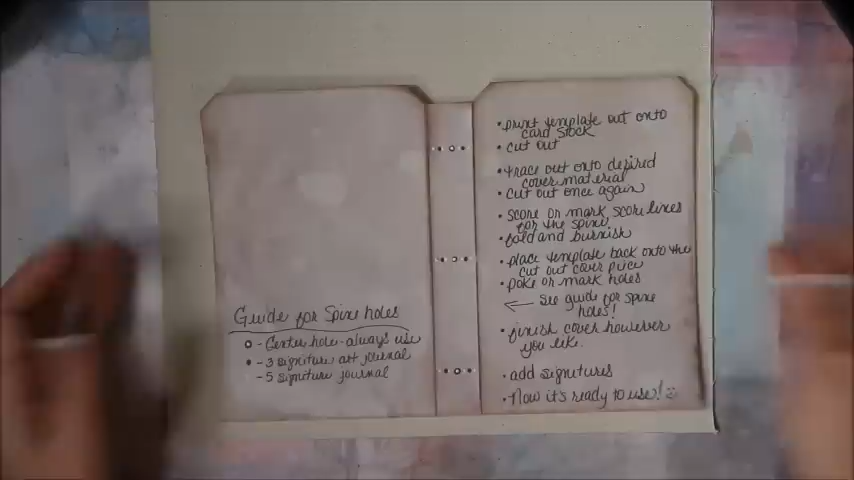 Guide for Spine holes
o - Center hole - always use
• - 3 signiture art journal
- 5 signiture journal
• print template out onto
card stock
• cut out
• trace out onto desired
cover material
• cut out once again
• score or mark score lines
for the spine
• fold and burnish
• place template back onto the
cut out cover piece
• poke or mark holes
← see guide for spine
holes!
• finish cover however
you like.
• add signitures
• Now it's ready to use! ☺